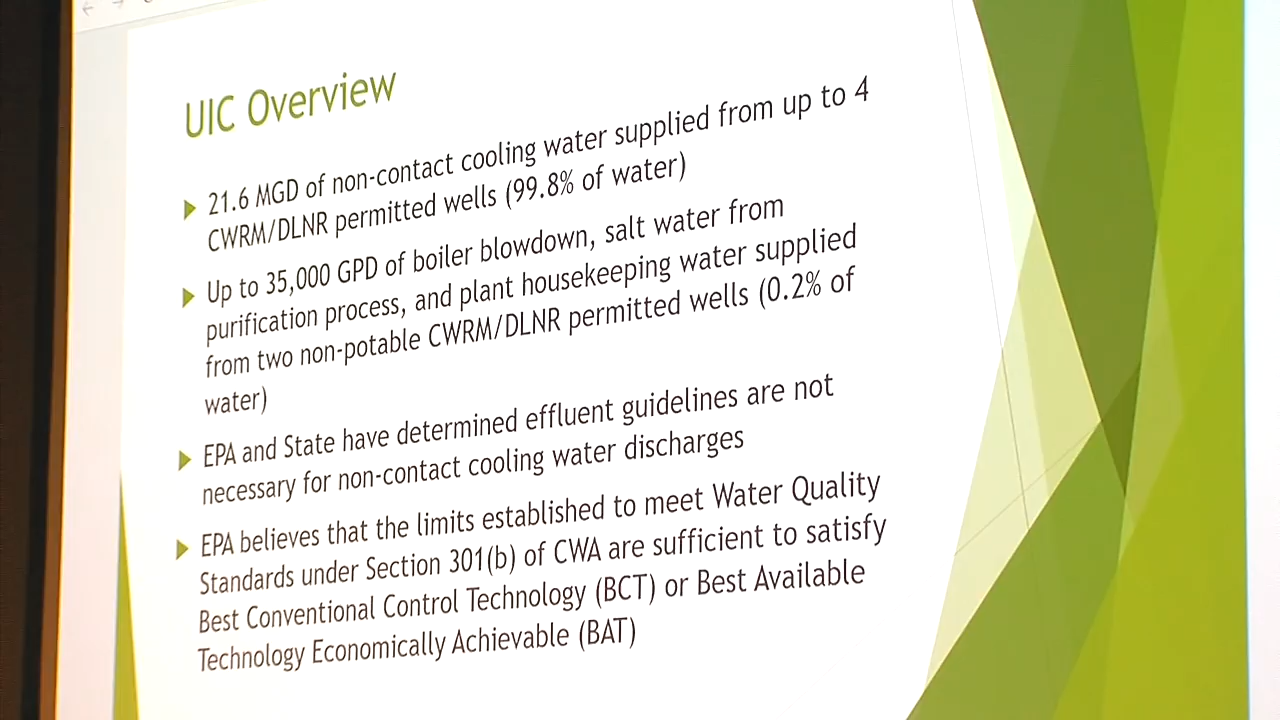 UIC Overview
21.6 MGD of non-contact cooling water supplied from up to 4
CWRM/DLNR permitted wells (99.8% of water)
Up to 35,000 GPD of boiler blowdown, salt water from
purification process, and plant housekeeping water supplied
from two non-potable CWRM/DLNR permitted wells (0.2% of
water)
EPA and State have determined effluent guidelines are not
necessary for non-contact cooling water discharges
EPA believes that the limits established to meet Water Quality
Standards under Section 301(b) of CWA are sufficient to satisfy
Best Conventional Control Technology (BCT) or Best Available
Technology Economically Achievable (BAT)